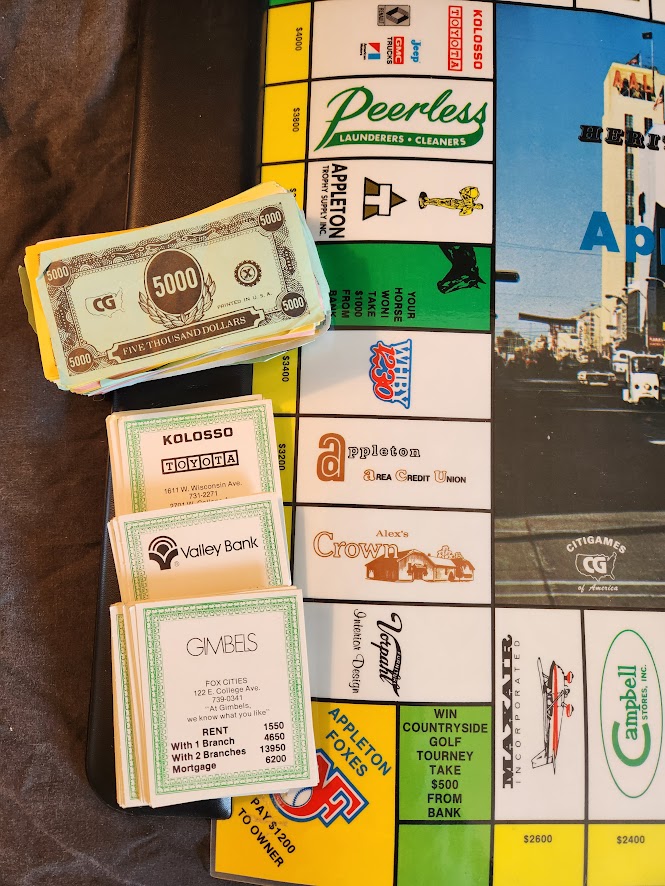 $4000
KOLOSSO
TOYOTA
Jeep
GMC
TRUCKS
$3800
Peerless
LAUNDERERS • CLEANERS
APPLETON
TROPHY SUPPLY INC.
YOUR
HORSE
WON!
TAKE
$1000
FROM
BANK
$3400
WHBY
1230
$3200
appleton
AREA CREDIT UNION
Alex's
Crown
Vorpahl
Interior Design
APPLETON
FOXES
PAY $1200
TO OWNER
WIN
COUNTRYSIDE
GOLF
TOURNEY
TAKE
$500
FROM
BANK
MAXAIR
INCORPORATED
$2600
Campbell
STORES, INC.
$2400
HERI
Ap
CITIGAMES
CG
of America
5000
5000
5000
5000
5000
CG
PRINTED IN U.S.A.
FIVE THOUSAND DOLLARS
KOLOSSO
TOYOTA
1611 W. Wisconsin Ave.
731-2271
Valley Bank
GIMBELS
FOX CITIES
122 E. College Ave.
739-0341
"At Gimbels,
we know what you like"
RENT 1550
With 1 Branch 4650
With 2 Branches 13950
Mortgage 6200